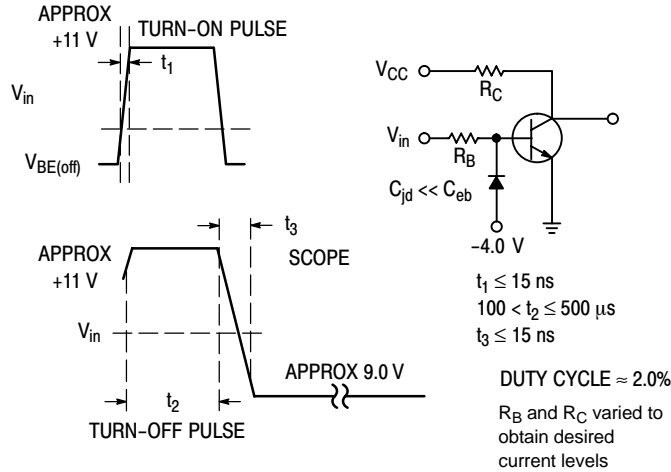 APPROX
+11 V
TURN-ON PULSE
t1
Vin
VBE(off)
t3
APPROX
+11 V
SCOPE
Vin
APPROX 9.0 V
t2
TURN-OFF PULSE
VCC
RC
Vin
RB
Cjd << Ceb
-4.0 V
t1 ≤ 15 ns
100 < t2 ≤ 500 μs
t3 ≤ 15 ns
DUTY CYCLE ≈ 2.0%
RB and RC varied to
obtain desired
current levels